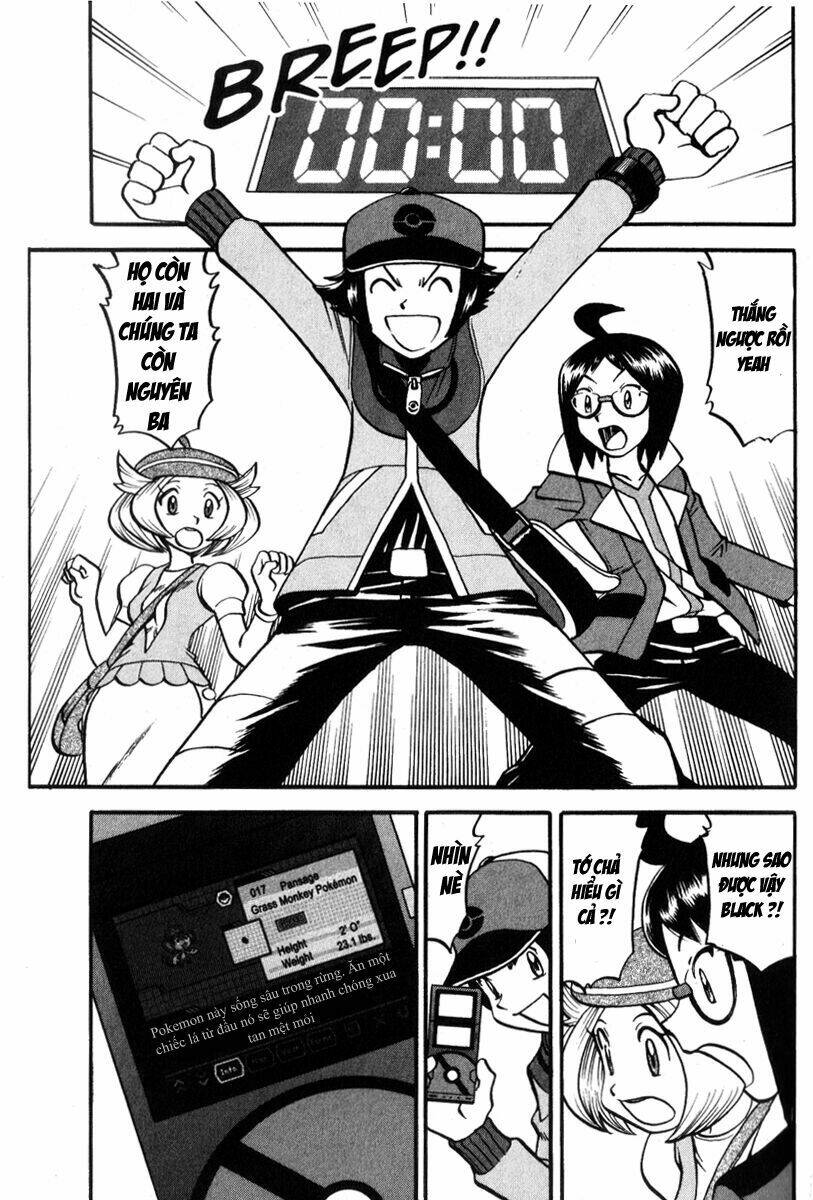 BREEP!!
00:00
THẮNG
NGƯỢC RỒI
YEAH
HỌ CÒN
HAI VÀ
CHÚNG TA
CÒN
NGUYÊN
BA
NHƯNG SAO
ĐƯỢC VẬY
BLACK ?!
TỚ CHẢ
HIỂU GÌ
CẢ ?!
NHÌN
NÈ
017 Pansage
Grass Monkey Pokémon
Height 2' 0"
Weight 23.1 lbs.
Pokemon này sống sâu trong rừng. Ăn một
chiếc lá từ đầu nó sẽ giúp nhanh chóng xua
tan mệt mỏi
Info